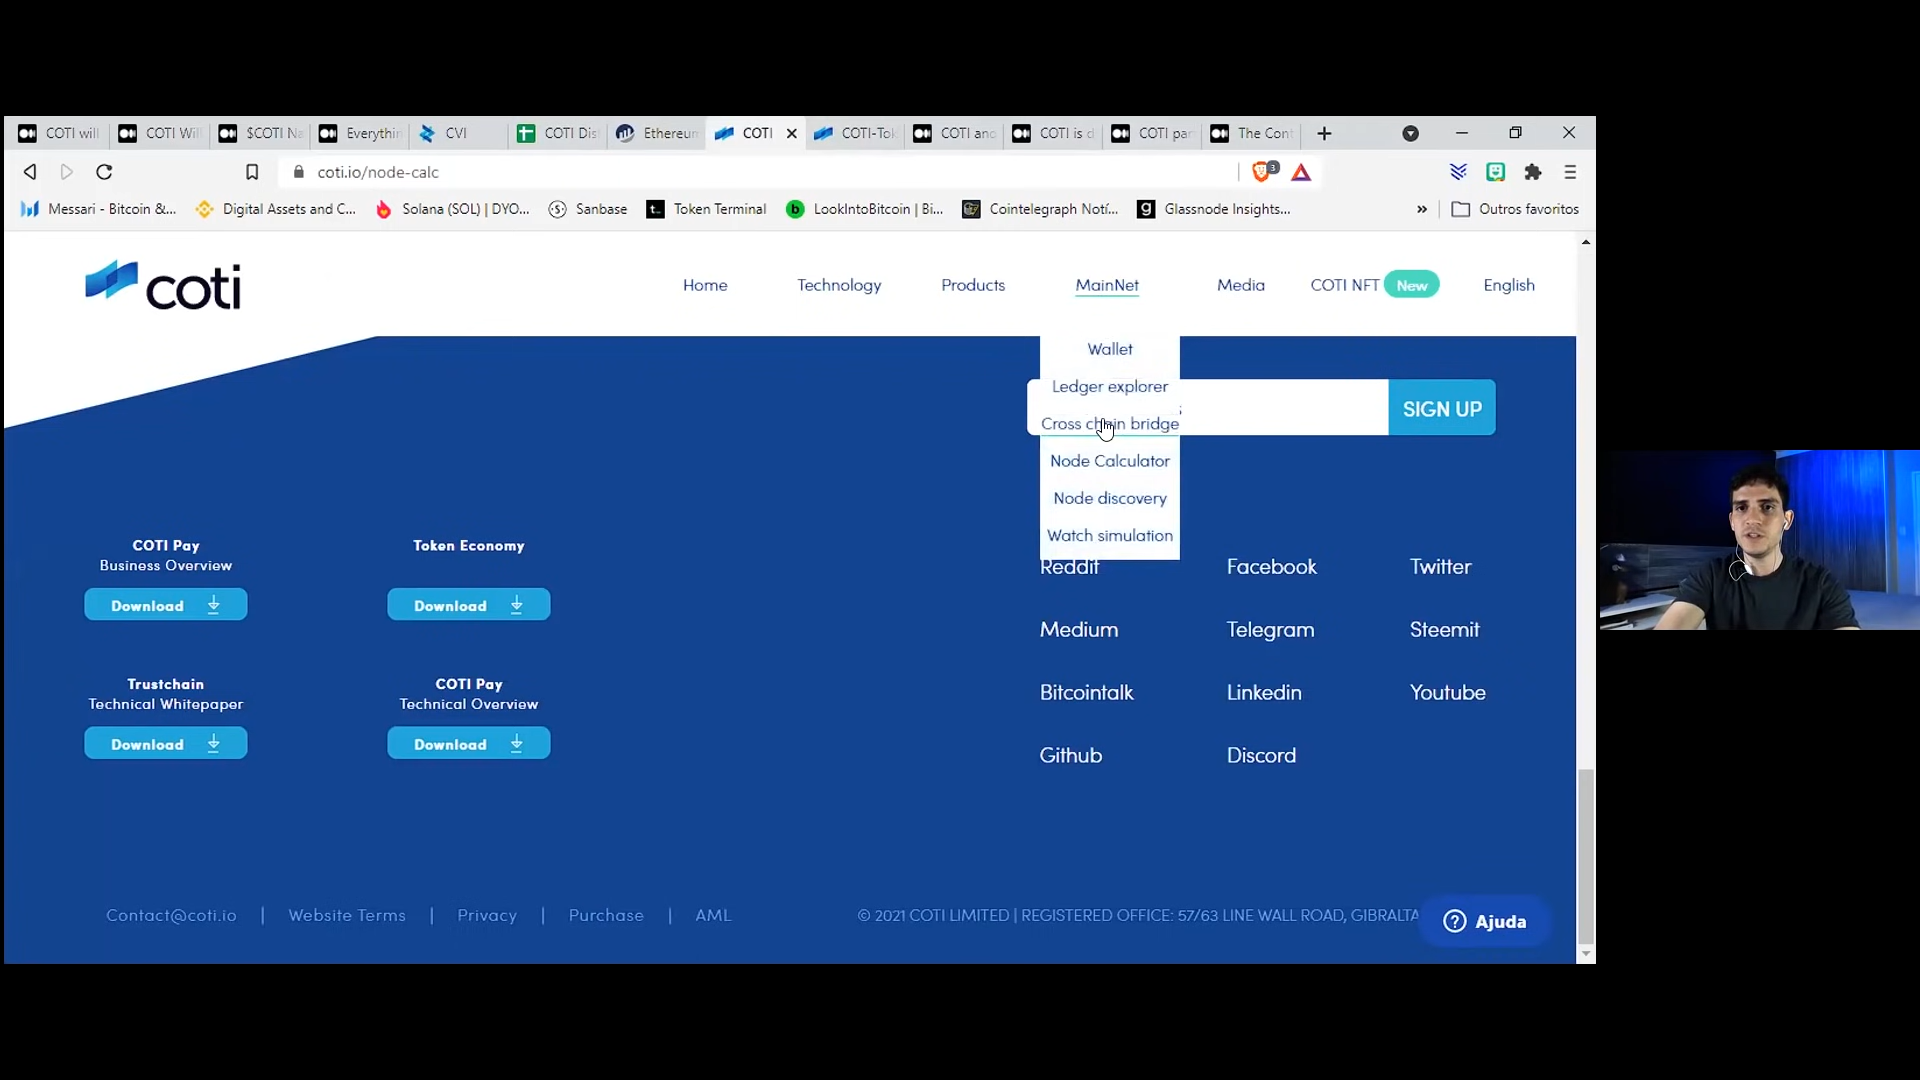 COTI will
COTI Wil
$COTI Na
Everythin
CVI
COTI Dis
Ethereum
COTI
COTI-Tok
COTI and
COTI is d
COTI par
The Cont
coti.io/node-calc
3
Messari - Bitcoin &...
Digital Assets and C...
Solana (SOL) | DYO...
Sanbase
Token Terminal
LookIntoBitcoin | Bi...
Cointelegraph Notí...
Glassnode Insights...
»
Outros favoritos
coti
Home
Technology
Products
MainNet
Media
COTI NFT
New
English
Wallet
Ledger explorer
Cross chain bridge
Node Calculator
Node discovery
Watch simulation
SIGN UP
COTI Pay
Business Overview
Download
Token Economy
Download
Trustchain
Technical Whitepaper
Download
COTI Pay
Technical Overview
Download
Reddit
Facebook
Twitter
Medium
Telegram
Steemit
Bitcointalk
Linkedin
Youtube
Github
Discord
Contact@coti.io | Website Terms | Privacy | Purchase | AML
© 2021 COTI LIMITED | REGISTERED OFFICE: 57/63 LINE WALL ROAD, GIBRALTA
Ajuda